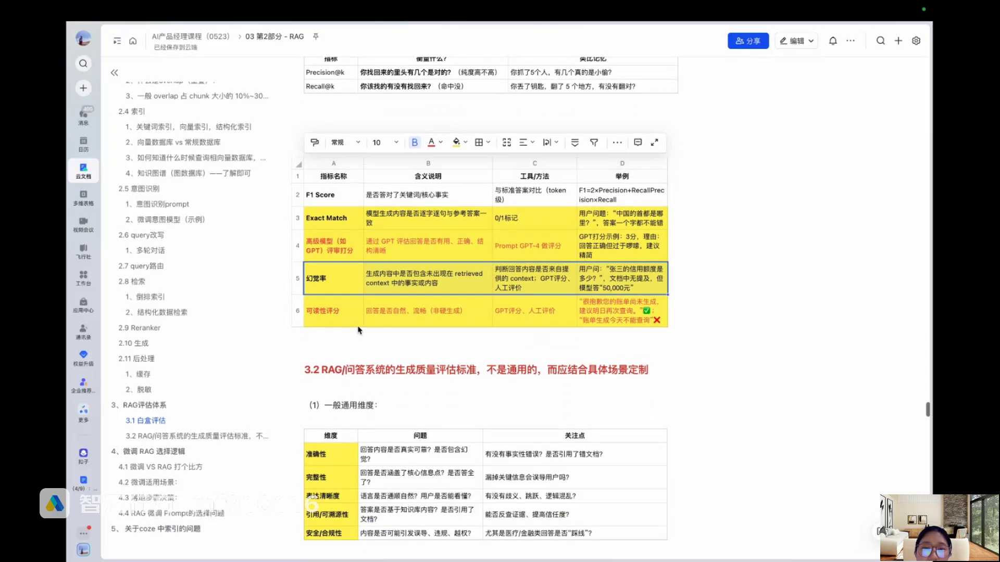 AI产品经理课程（0523） > 03 第2部分 - RAG
已经保存到云端
分享
编辑
499
消息
日历
云文档
多维表格
视频会议
飞行社
工作台
应用中心
通讯录
权益升级
企业推荐...
更多
扣子
(4/9) : ...
3、一般 overlap 占 chunk 大小的 10%~30...
2.4 索引
1、关键词索引，向量索引，结构化索引
2、向量数据库 vs 常规数据库
3、如何知道什么时候查询相向量数据库，...
4、知识图谱（图数据库）——了解即可
2.5 意图识别
1、意图识别prompt
2、微调意图模型（示例）
2.6 query改写
1、多轮对话
2.7 query路由
2.8 检索
1、倒排索引
2、结构化数据检索
2.9 Reranker
2.10 生成
2.11 后处理
1、缓存
2、脱敏
3、RAG评估体系
3.1 白盒评估
3.2 RAG/问答系统的生成质量评估标准，不...
4、微调 RAG 选择逻辑
4.1 微调 VS RAG 打个比方
4.2 微调适用场景：
4.3 落地步骤决策：
4.4 RAG 微调 Prompt的选择问题
5、 关于coze 中索引的问题
指标 衡量什么？ 类比记忆
Precision@k 你找回来的里头有几个是对的？（纯度高不高） 你抓了5个人，有几个真的是小偷？
Recall@k 你该找的有没有找回来？（命中没） 你丢了钥匙，翻了 5 个地方，有没有翻对？
常规 10 B A
A B C D
1 指标名称 含义说明 工具/方法 举例
2 F1 Score 是否答对了关键词/核心事实 与标准答案对比（token
级） F1=2×Precision+RecallPrec
ision×Recall
3 Exact Match 模型生成内容是否逐字逐句与参考答案一
致 0/1标记 用户问题：“中国的首都是哪
里？”，答案一个字都不能错
4 高级模型（如
GPT）评审打分 通过 GPT 评估回答是否有用、正确、结
构清晰 Prompt GPT-4 做评分 GPT打分示例：3分，理由：
回答正确但过于啰嗦，建议
精简
5 幻觉率 生成内容中是否包含未出现在 retrieved
context 中的事实或内容 判断回答内容是否来自提
供的 context；GPT评分、
人工评价 用户问：“张三的信用额度是
多少？”，文档中无提及，但
模型答“50,000元”
6 可读性评分 回答是否自然、流畅（非硬生成） GPT评分、人工评价 “很抱歉您的账单尚未生成，
建议明日再次查询。”✅；
“账单生成今天不能查询”❌
3.2 RAG/问答系统的生成质量评估标准，不是通用的，而应结合具体场景定制
（1）一般通用维度：
维度 问题 关注点
准确性 回答内容是否真实可靠？是否包含幻
觉？ 有没有事实性错误？是否引用了错文档？
完整性 回答是否涵盖了核心信息点？是否答全
了？ 漏掉关键信息会误导用户吗？
表达清晰度 语言是否通顺自然？用户是否能看懂？ 有没有歧义、跳跃、逻辑混乱？
引用/可溯源性 答案是否基于知识库内容？是否引用了
文档？ 能否反查证据、提高信任度？
安全/合规性 内容是否可能引发误导、违规、越权？ 尤其是医疗/金融类回答是否“踩线”？